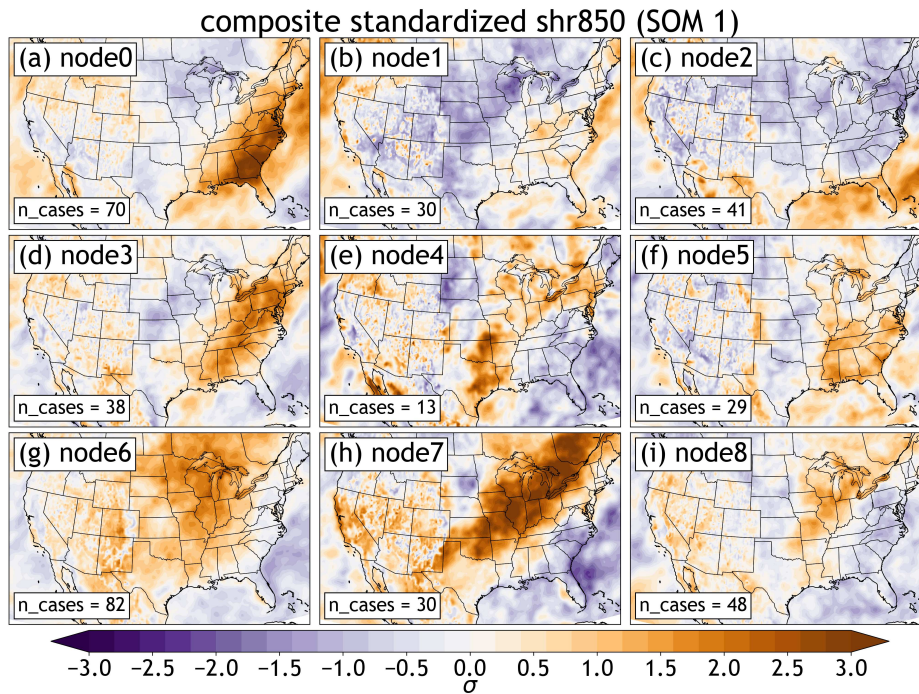 composite standardized shr850 (SOM 1)
(a) node0
(b) node1
(c) node2
n_cases = 70
n_cases = 30
n_cases = 41
(d) node3
(e) node4
(f) node5
n_cases = 38
n_cases = 13
n_cases = 29
(g) node6
(h) node7
(i) node8
n_cases = 82
n_cases = 30
n_cases = 48
−3.0 −2.5 −2.0 −1.5 −1.0 −0.5 0.0 0.5 1.0 1.5 2.0 2.5 3.0
σ